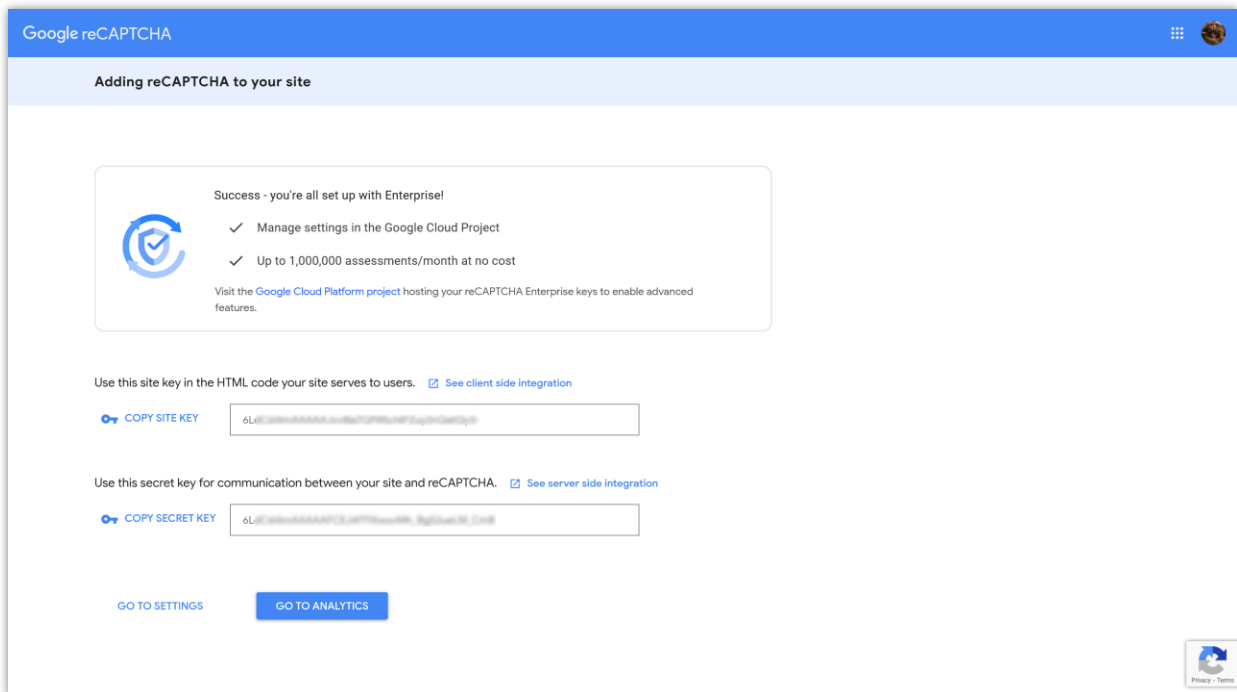 Google reCAPTCHA
Adding reCAPTCHA to your site
Success - you're all set up with Enterprise!
Manage settings in the Google Cloud Project
Up to 1,000,000 assessments/month at no cost
Visit the Google Cloud Platform project hosting your reCAPTCHA Enterprise keys to enable advanced
features.
Use this site key in the HTML code your site serves to users. See client side integration
COPY SITE KEY 6L
Use this secret key for communication between your site and reCAPTCHA. See server side integration
COPY SECRET KEY 6L
GO TO SETTINGS GO TO ANALYTICS
Privacy - Terms